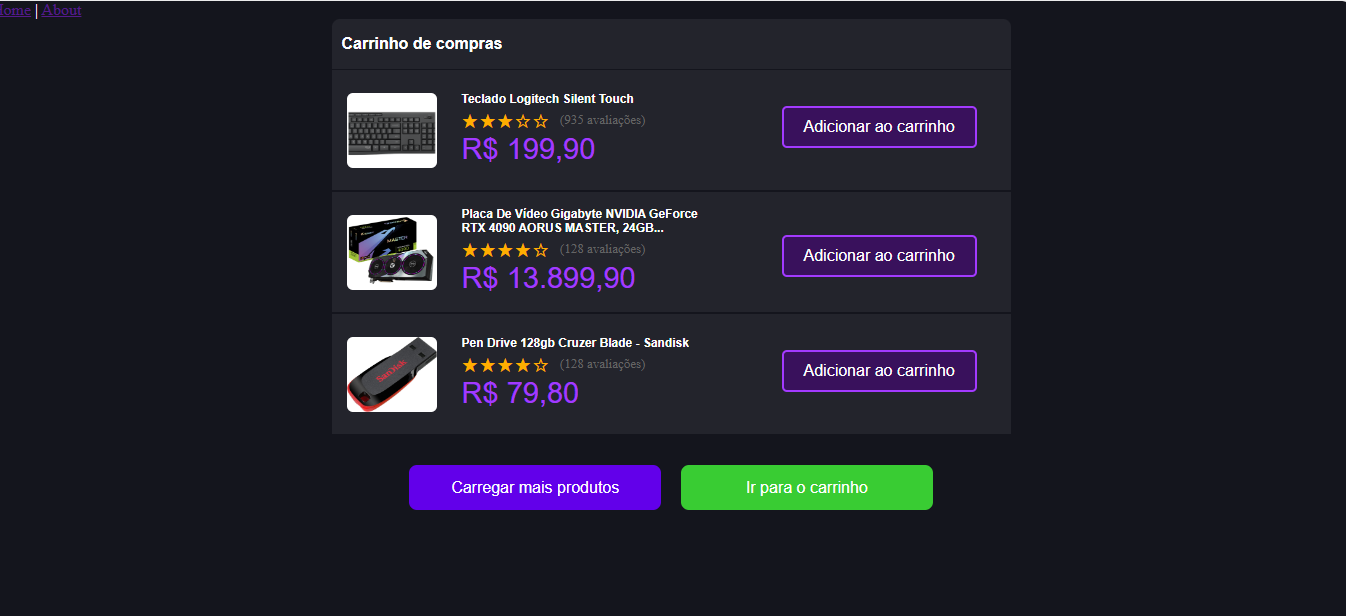 Home | About
Carrinho de compras
Teclado Logitech Silent Touch
(935 avaliações)
R$ 199,90
Adicionar ao carrinho
Placa De Vídeo Gigabyte NVIDIA GeForce
RTX 4090 AORUS MASTER, 24GB...
(128 avaliações)
R$ 13.899,90
Adicionar ao carrinho
Pen Drive 128gb Cruzer Blade - Sandisk
(128 avaliações)
R$ 79,80
Adicionar ao carrinho
SanDisk
Carregar mais produtos
Ir para o carrinho